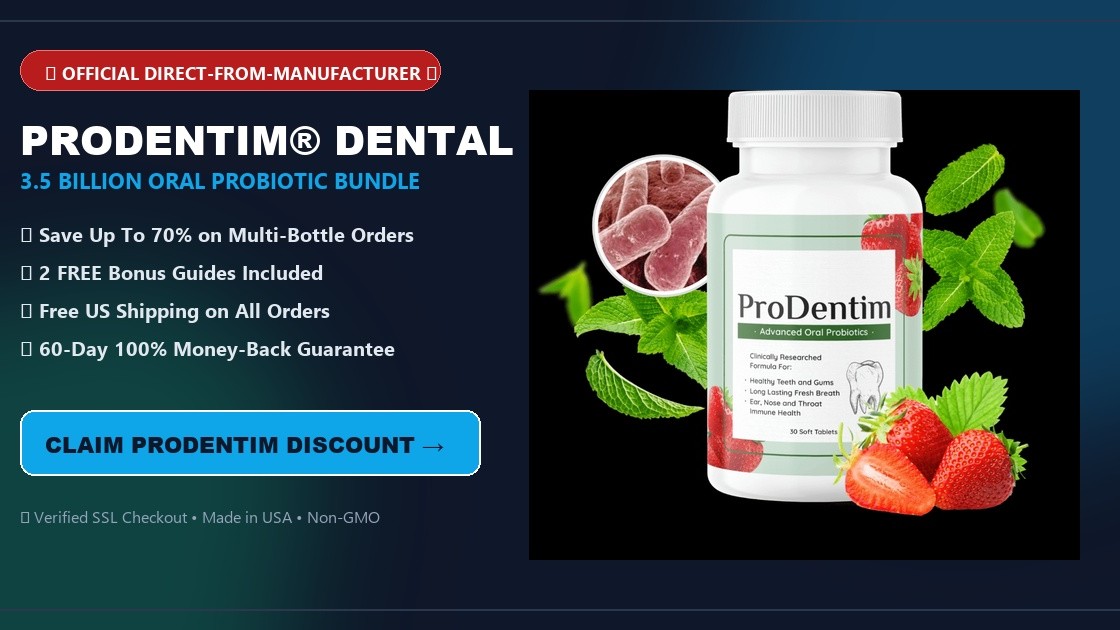 OFFICIAL DIRECT-FROM-MANUFACTURER
PRODENTIM® DENTAL
3.5 BILLION ORAL PROBIOTIC BUNDLE
Save Up To 70% on Multi-Bottle Orders
2 FREE Bonus Guides Included
Free US Shipping on All Orders
60-Day 100% Money-Back Guarantee
CLAIM PRODENTIM DISCOUNT →
Verified SSL Checkout • Made in USA • Non-GMO
ProDentim
· Advanced Oral Probiotics ·
Clinically Researched
Formula For:
· Healthy Teeth and Gums
· Long Lasting Fresh Breath
· Ear, Nose and Throat
Immune Health
30 Soft Tablets